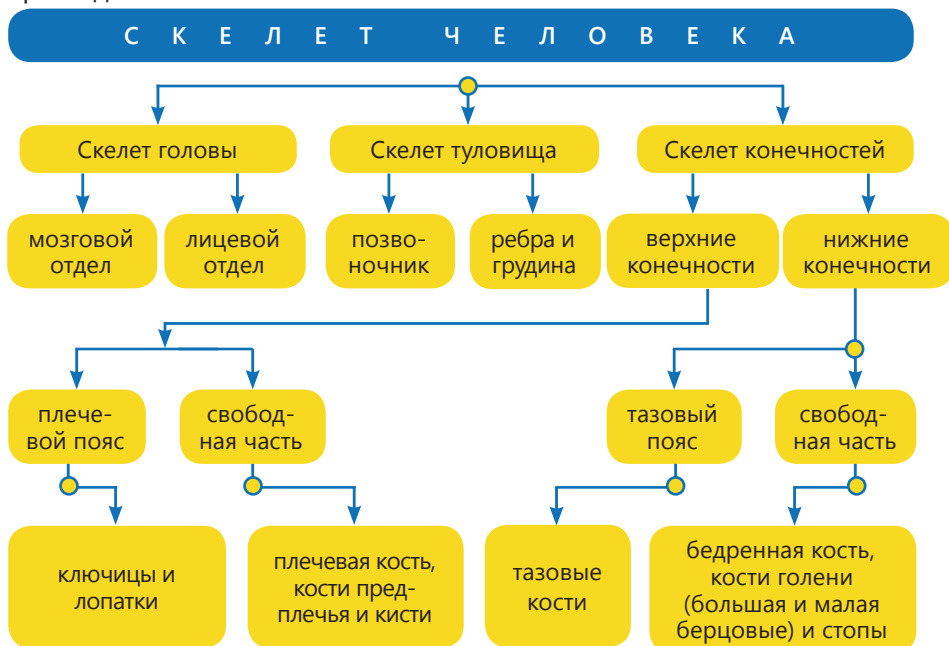 СКЕЛЕТ ЧЕЛОВЕКА
Скелет головы
Скелет туловища
Скелет конечностей
мозговой
отдел
лицевой
отдел
позво-
ночник
ребра и
грудина
верхние
конечности
нижние
конечности
плече-
вой пояс
свобод-
ная часть
тазовый
пояс
свобод-
ная часть
ключицы и
лопатки
плечевая кость,
кости пред-
плечья и кисти
тазовые
кости
бедренная кость,
кости голени
(большая и малая
берцовые) и стопы